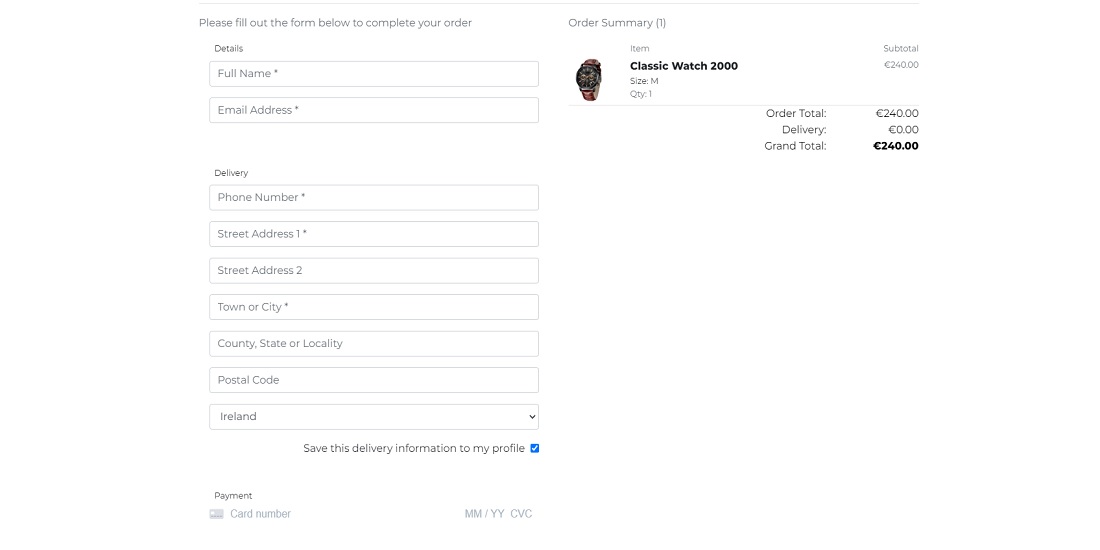 Please fill out the form below to complete your order
Details
Full Name *
Email Address *
Delivery
Phone Number *
Street Address 1 *
Street Address 2
Town or City *
County, State or Locality
Postal Code
Ireland
Save this delivery information to my profile
Payment
Card number MM / YY CVC
Order Summary (1)
Item Subtotal
Classic Watch 2000 €240.00
Size: M
Qty: 1
Order Total: €240.00
Delivery: €0.00
Grand Total: €240.00